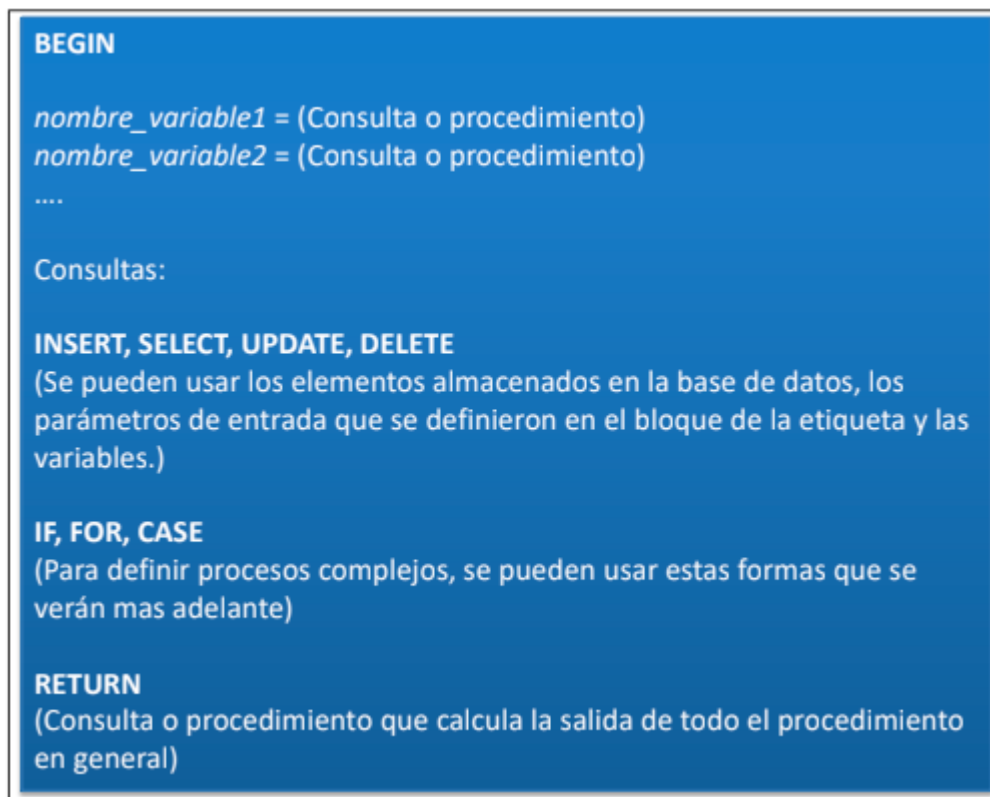 BEGIN
nombre_variable1 = (Consulta o procedimiento)
nombre_variable2 = (Consulta o procedimiento)
....
Consultas:
INSERT, SELECT, UPDATE, DELETE
(Se pueden usar los elementos almacenados en la base de datos, los
parámetros de entrada que se definieron en el bloque de la etiqueta y las
variables.)
IF, FOR, CASE
(Para definir procesos complejos, se pueden usar estas formas que se
verán mas adelante)
RETURN
(Consulta o procedimiento que calcula la salida de todo el procedimiento
en general)